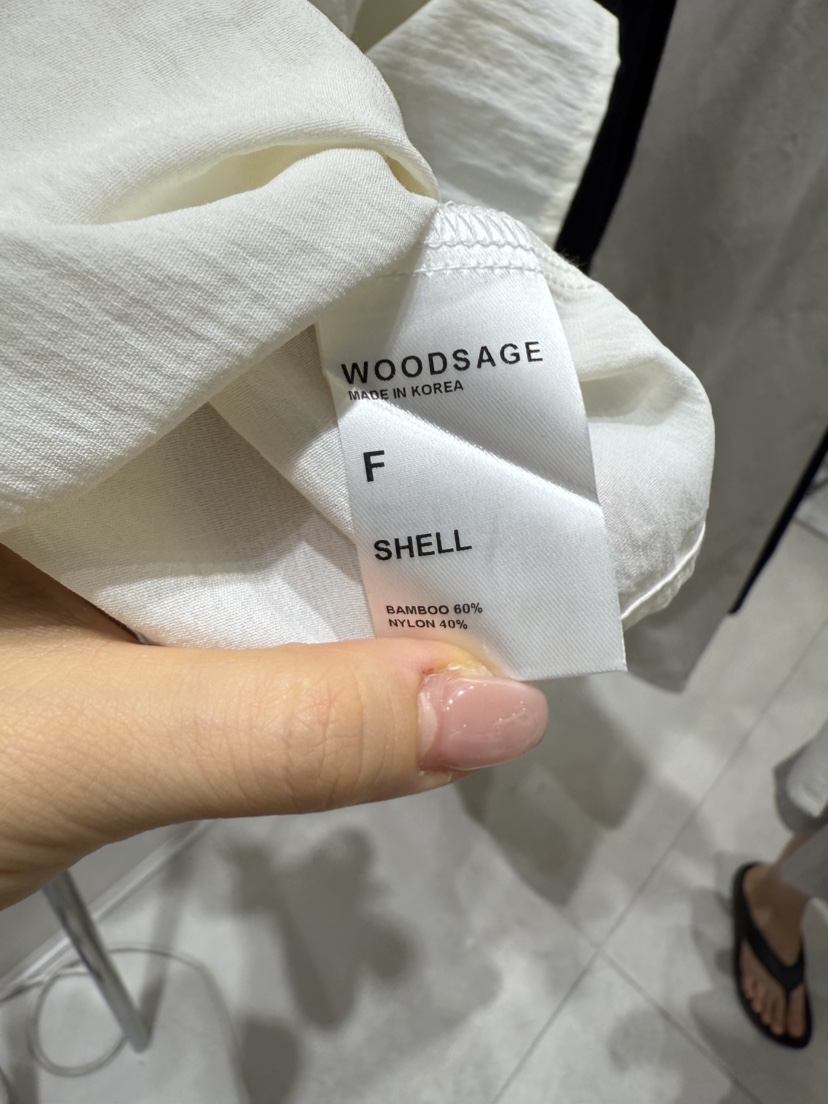 WOODSAGE
MADE IN KOREA
F
SHELL
BAMBOO 60%
NYLON 40%